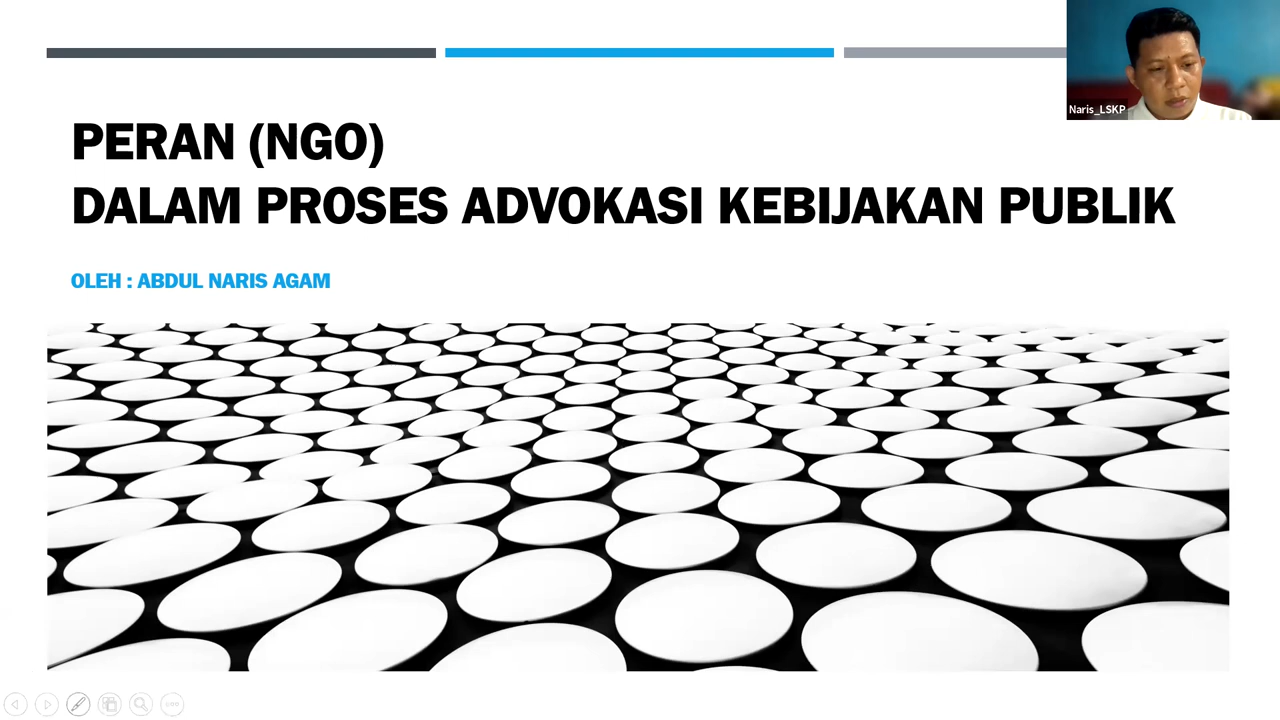 PERAN (NGO)
DALAM PROSES ADVOKASI KEBIJAKAN PUBLIK
OLEH : ABDUL NARIS AGAM
Naris_LSKP